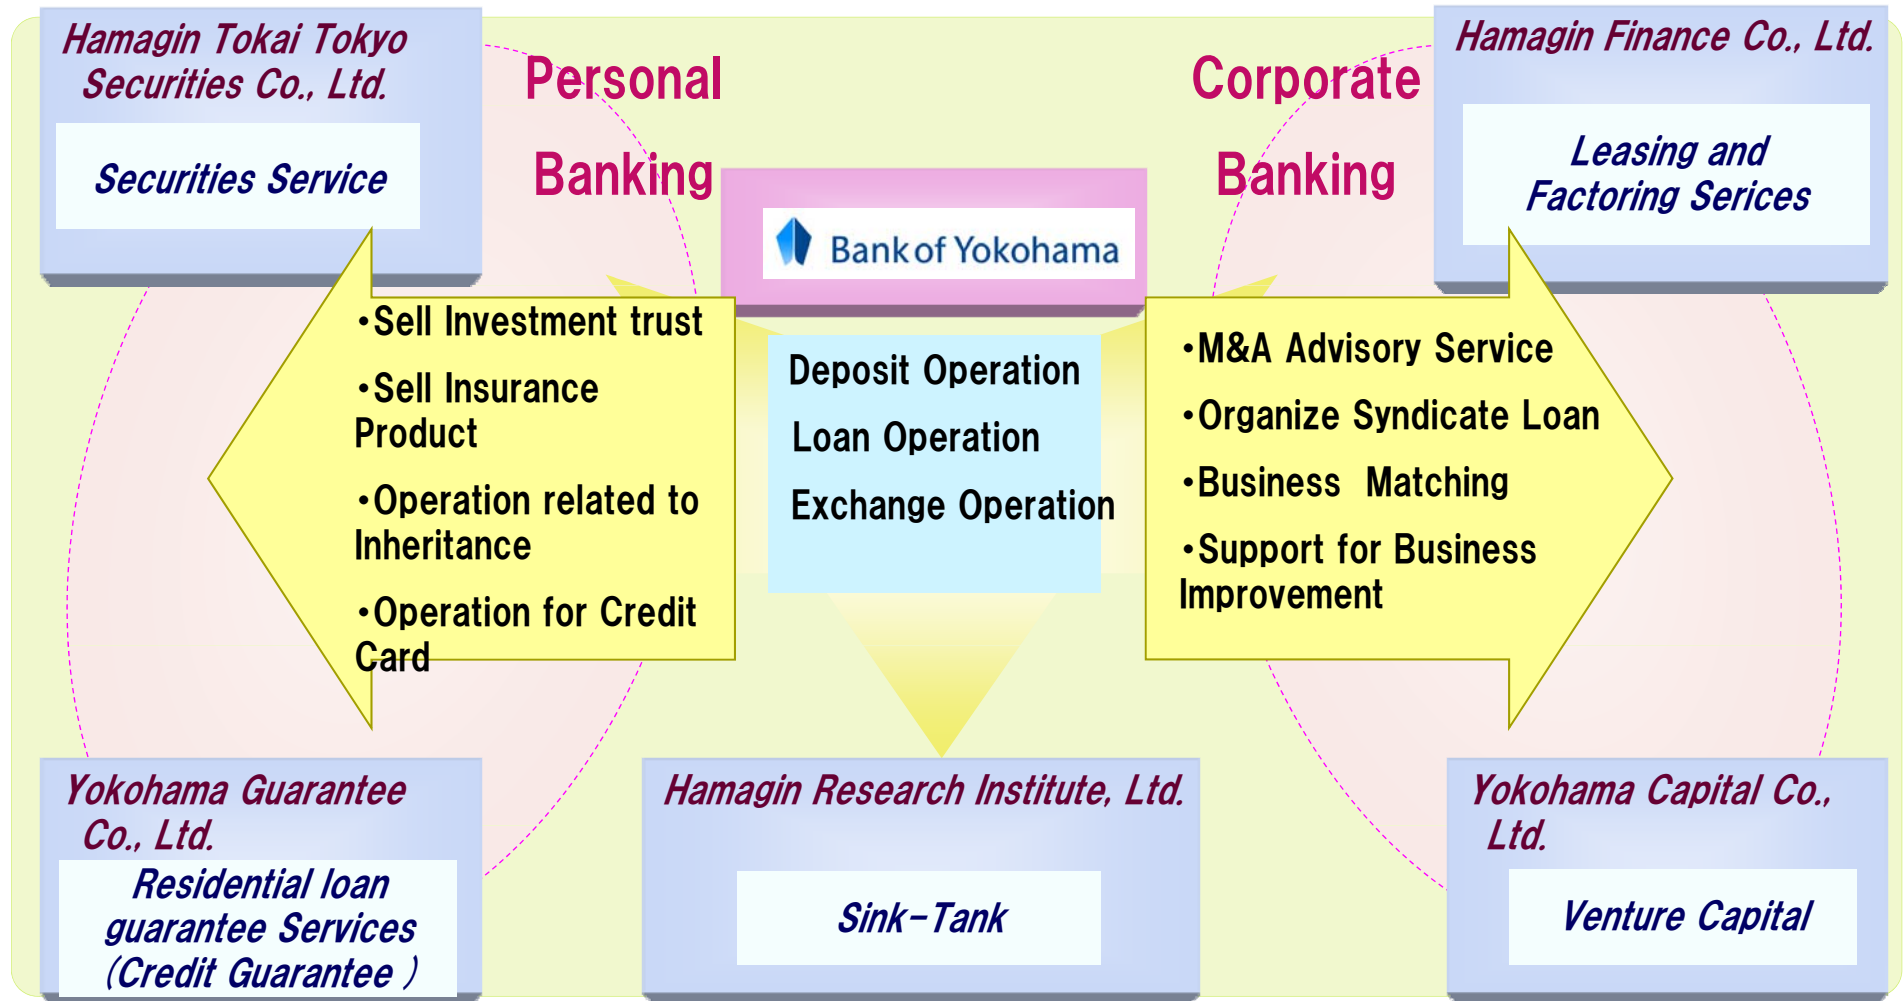 Hamagin Tokai Tokyo
Securities Co., Ltd.
Securities Service
Personal
Banking
Corporate
Banking
Hamagin Finance Co., Ltd.
Leasing and
Factoring Serices
Bank of Yokohama
・Sell Investment trust
・Sell Insurance
Product
・Operation related to
Inheritance
・Operation for Credit
Card
Deposit Operation
Loan Operation
Exchange Operation
・M&A Advisory Service
・Organize Syndicate Loan
・Business Matching
・Support for Business
Improvement
Yokohama Guarantee
Co., Ltd.
Residential loan
guarantee Services
(Credit Guarantee )
Hamagin Research Institute, Ltd.
Sink-Tank
Yokohama Capital Co.,
Ltd.
Venture Capital